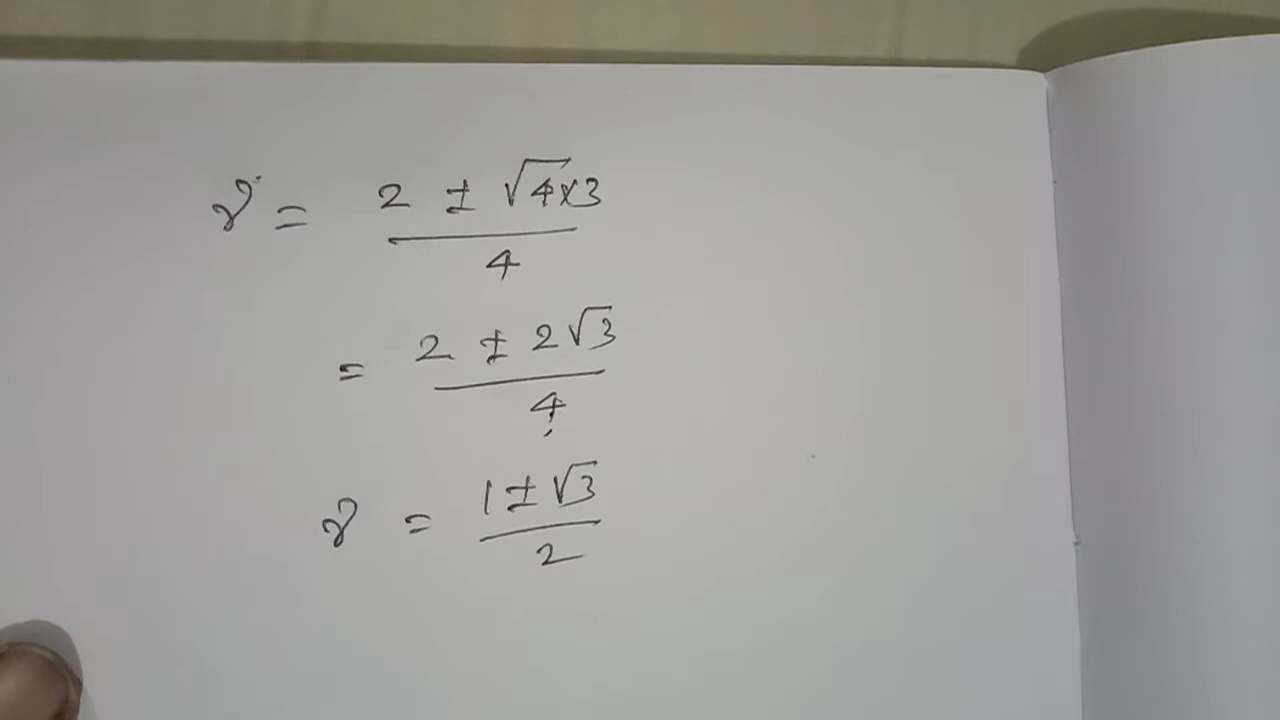 r = (2 ± √4×3)/4
= (2 ± 2√3)/4
r = (1 ± √3)/2